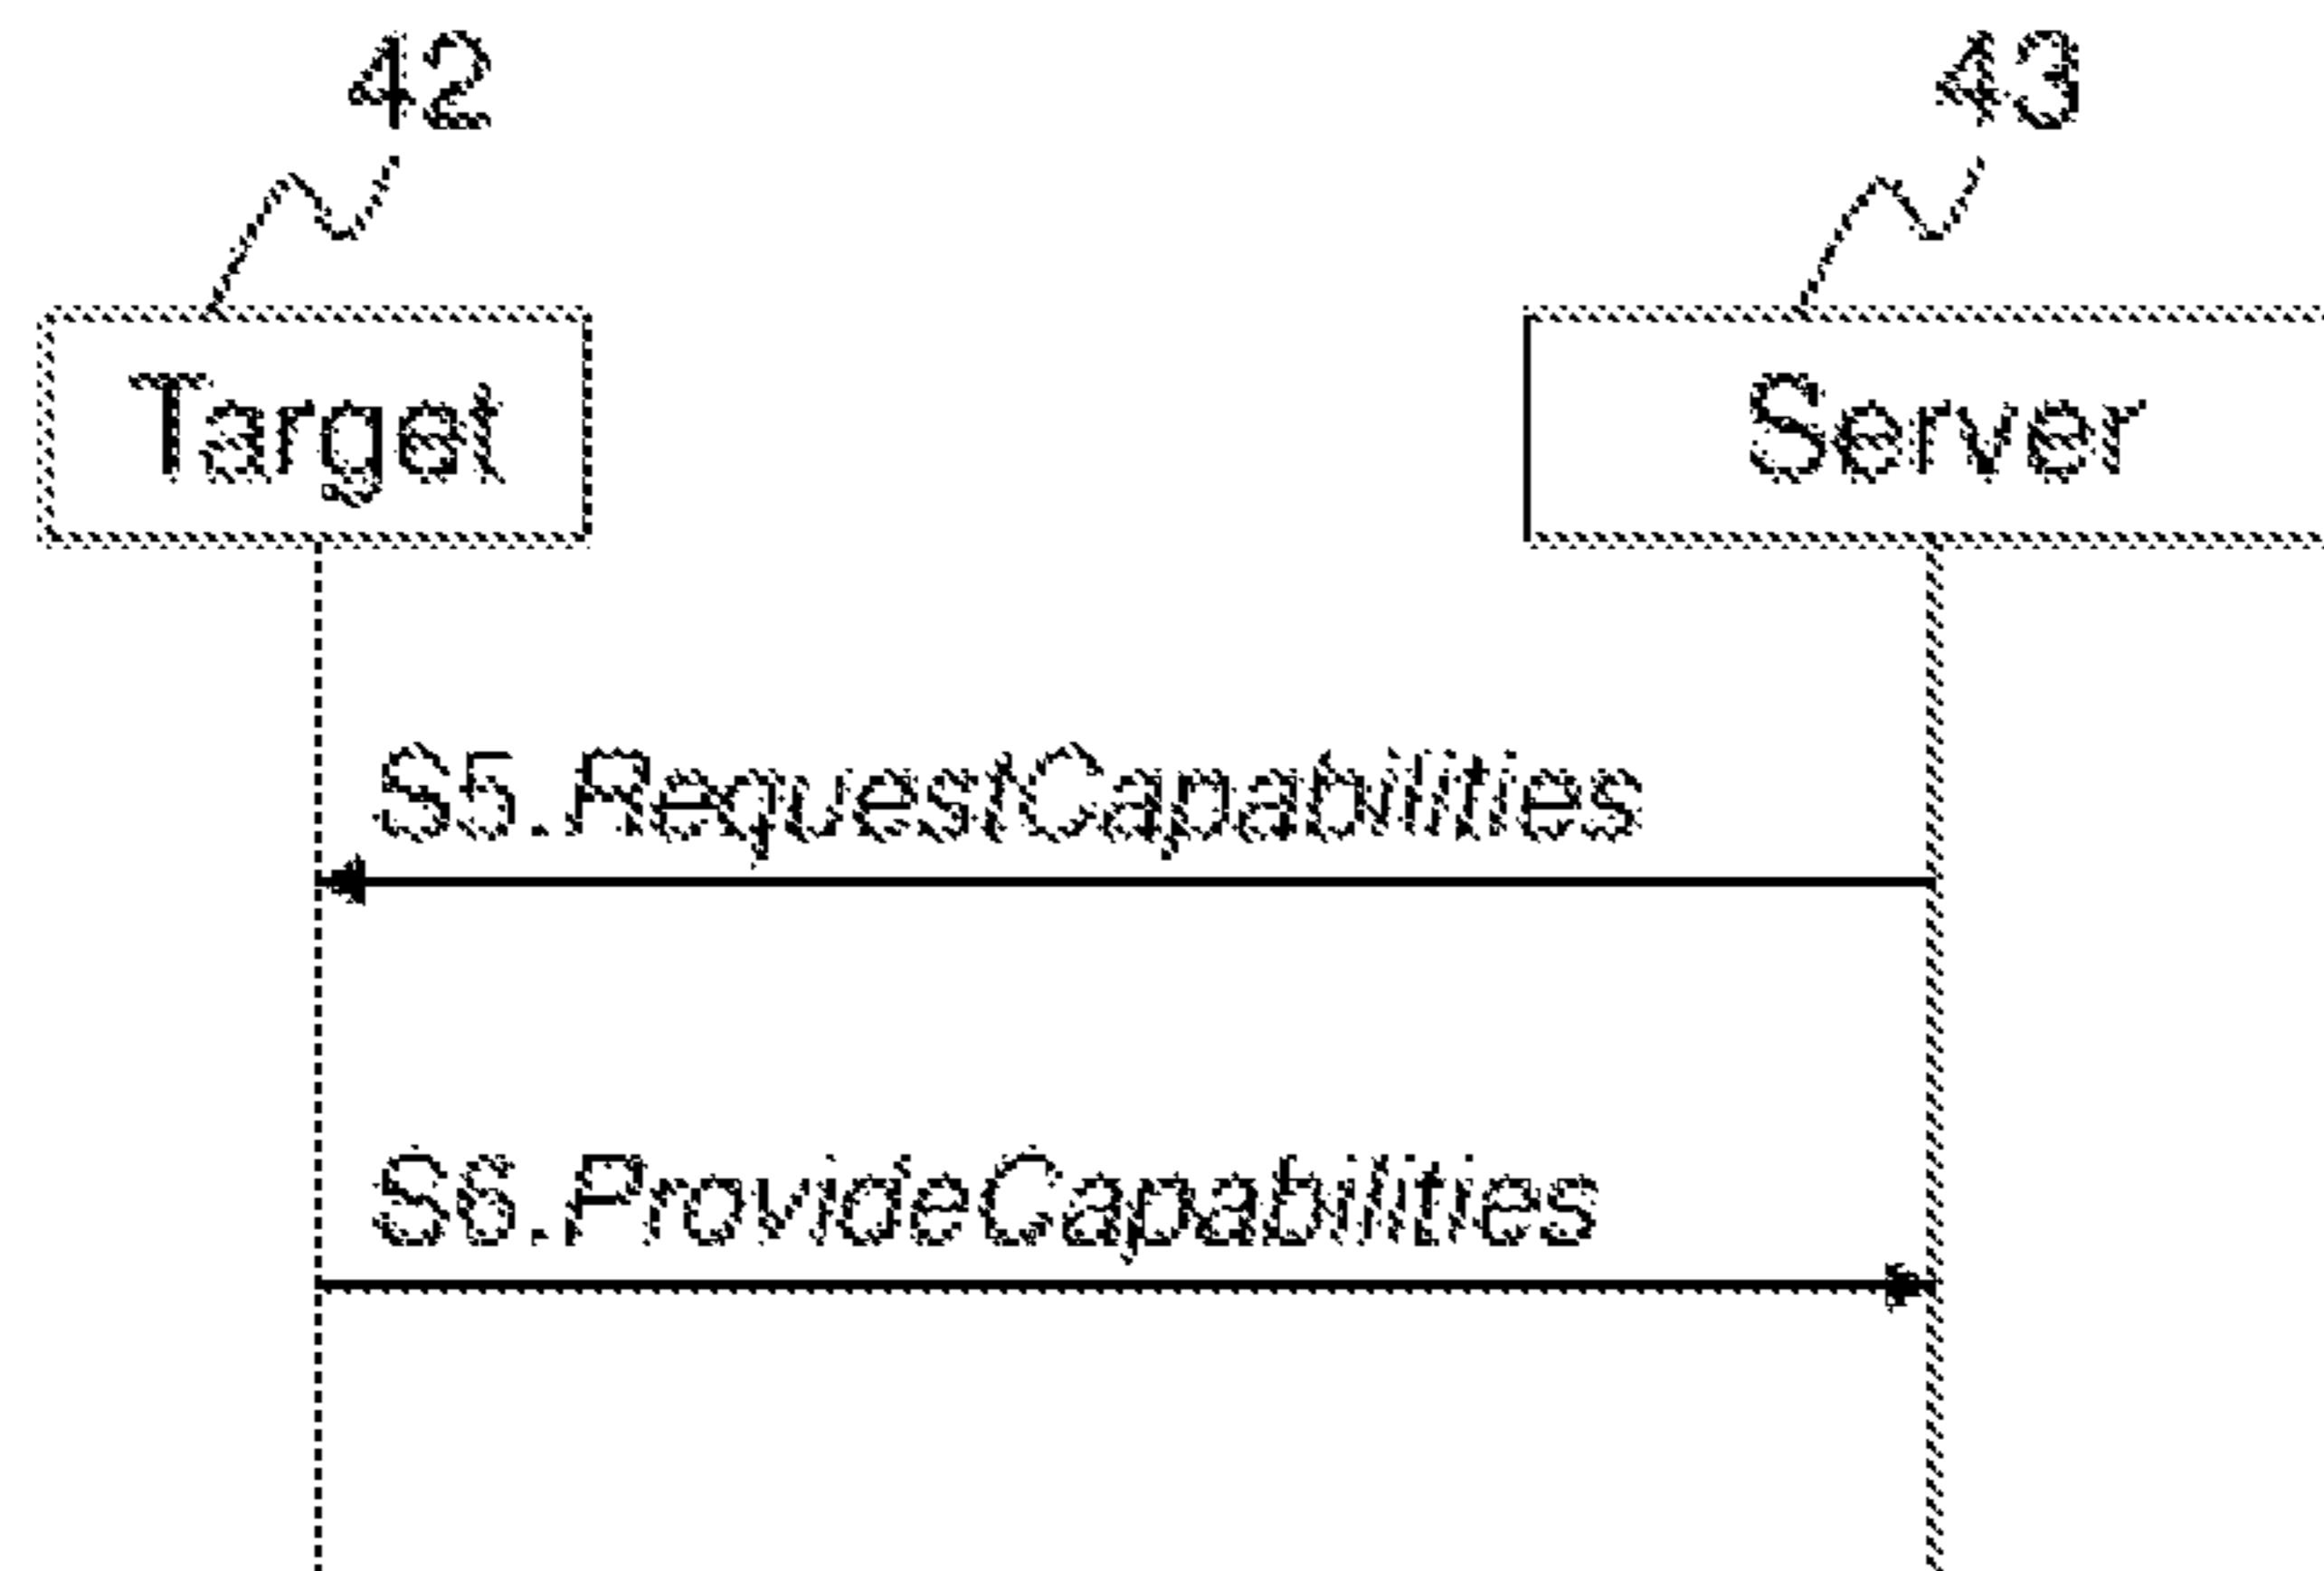 42
43
Target
Server
S5.RequestCapabilities
S6.ProvideCapabilities